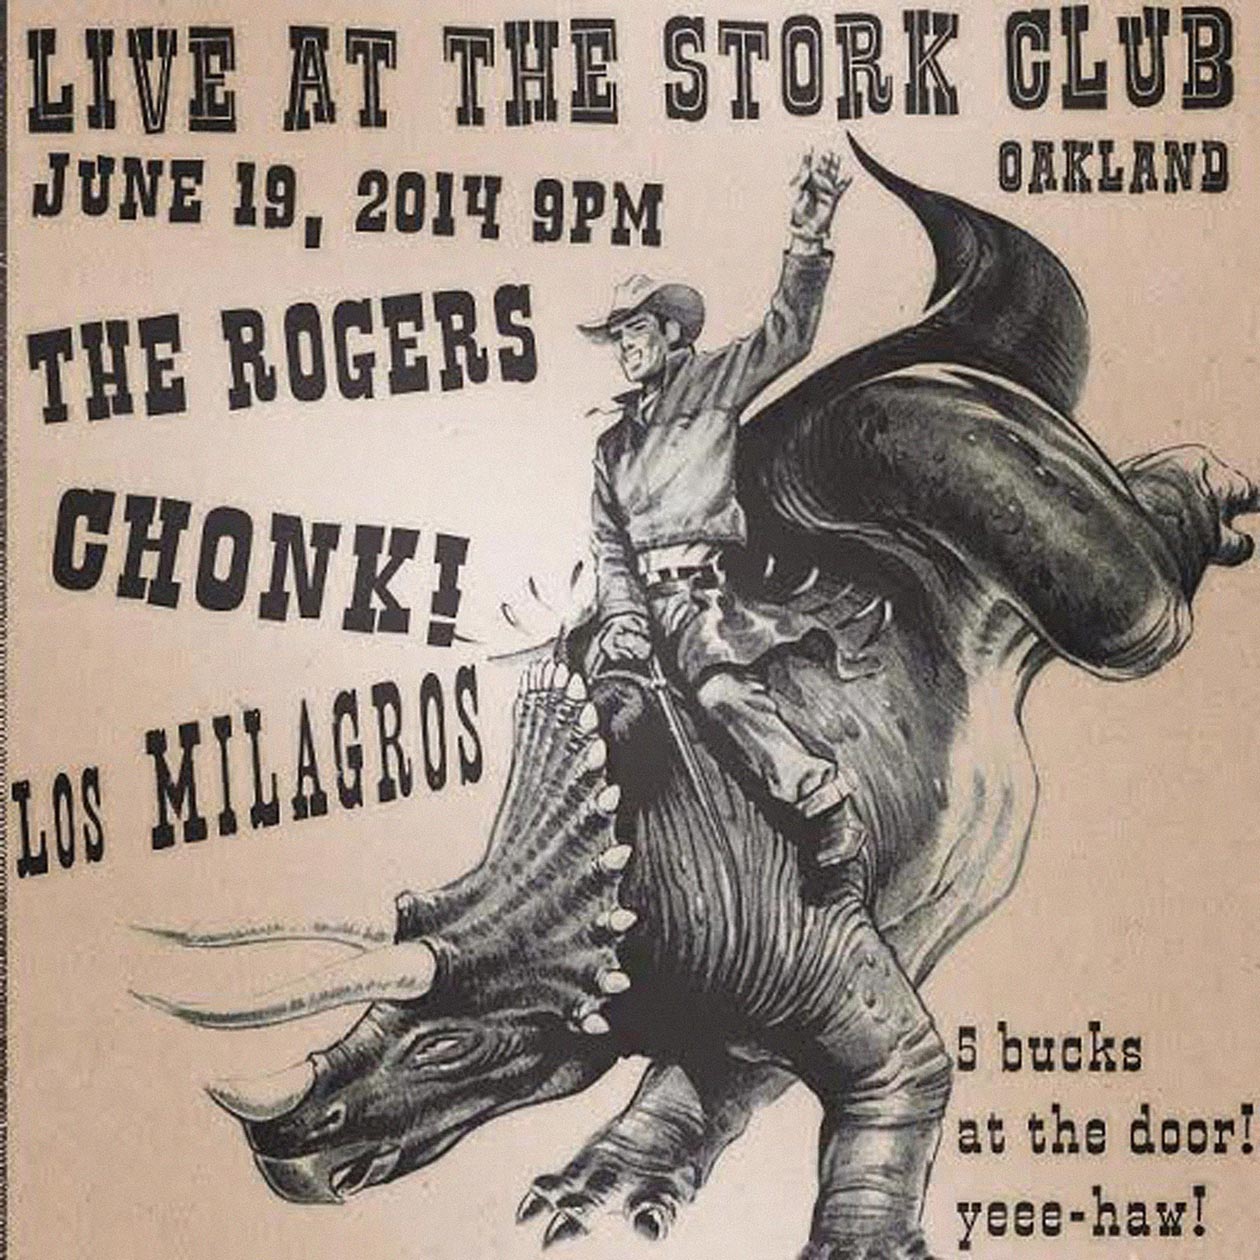 LIVE AT THE STORK CLUB
OAKLAND
JUNE 19, 2014 9PM
THE ROGERS
CHONK!
LOS MILAGROS
5 bucks
at the door!
yeee-haw!